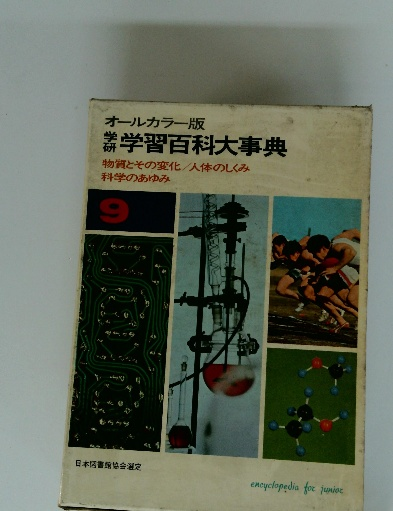 オールカラー版
学研 学習百科大事典
物質とその変化/人体のしくみ
科学のあゆみ
9
日本図書館協会選定
encyclopedia for junior